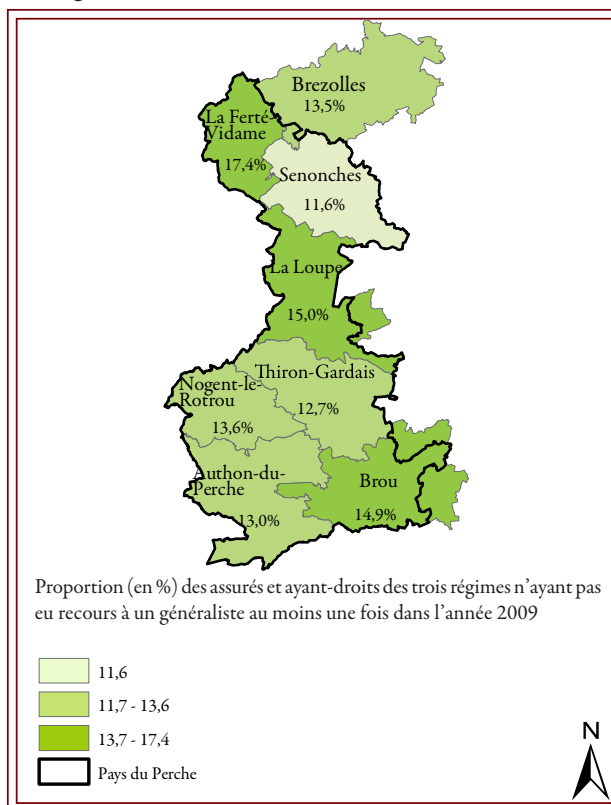 Brezolles
13,5%
La Ferté-
Vidame
17,4%
Senonches
11,6%
La Loupe
15,0%
Thiron-Gardais
12,7%
Nogent-le-
Rotrou
13,6%
Authon-du-
Perche
13,0%
Brou
14,9%
Proportion (en %) des assurés et ayant-droits des trois régimes n'ayant pas
eu recours à un généraliste au moins une fois dans l'année 2009
11,6
11,7 - 13,6
13,7 - 17,4
Pays du Perche
N